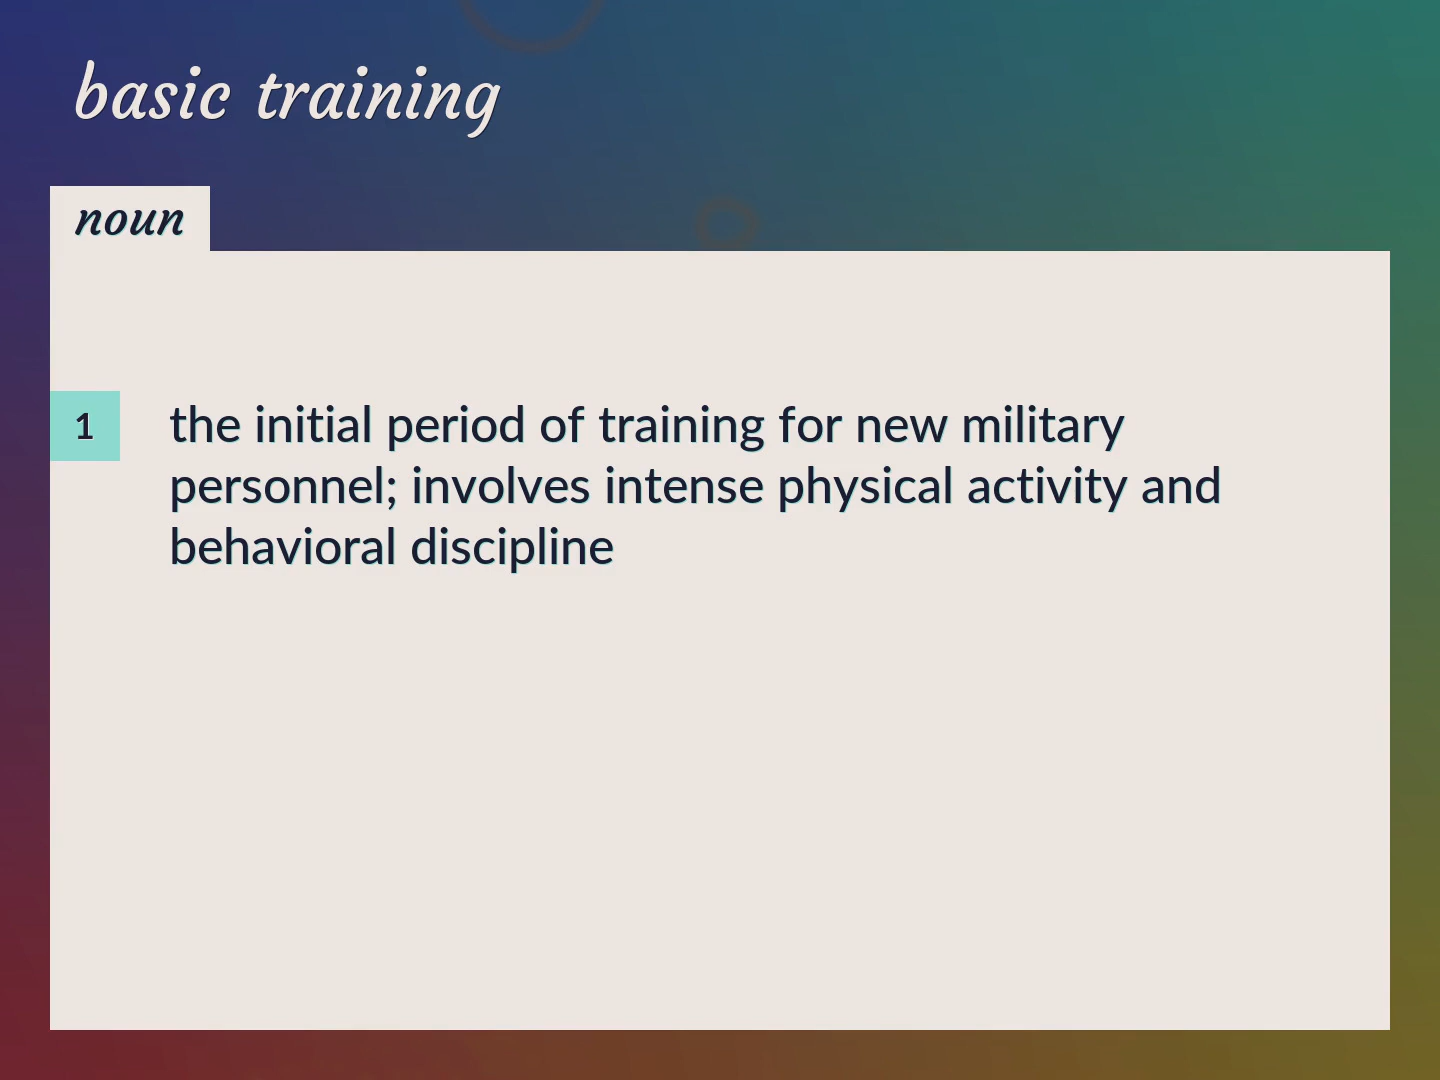 basic training
noun
1
the initial period of training for new military
personnel; involves intense physical activity and
behavioral discipline